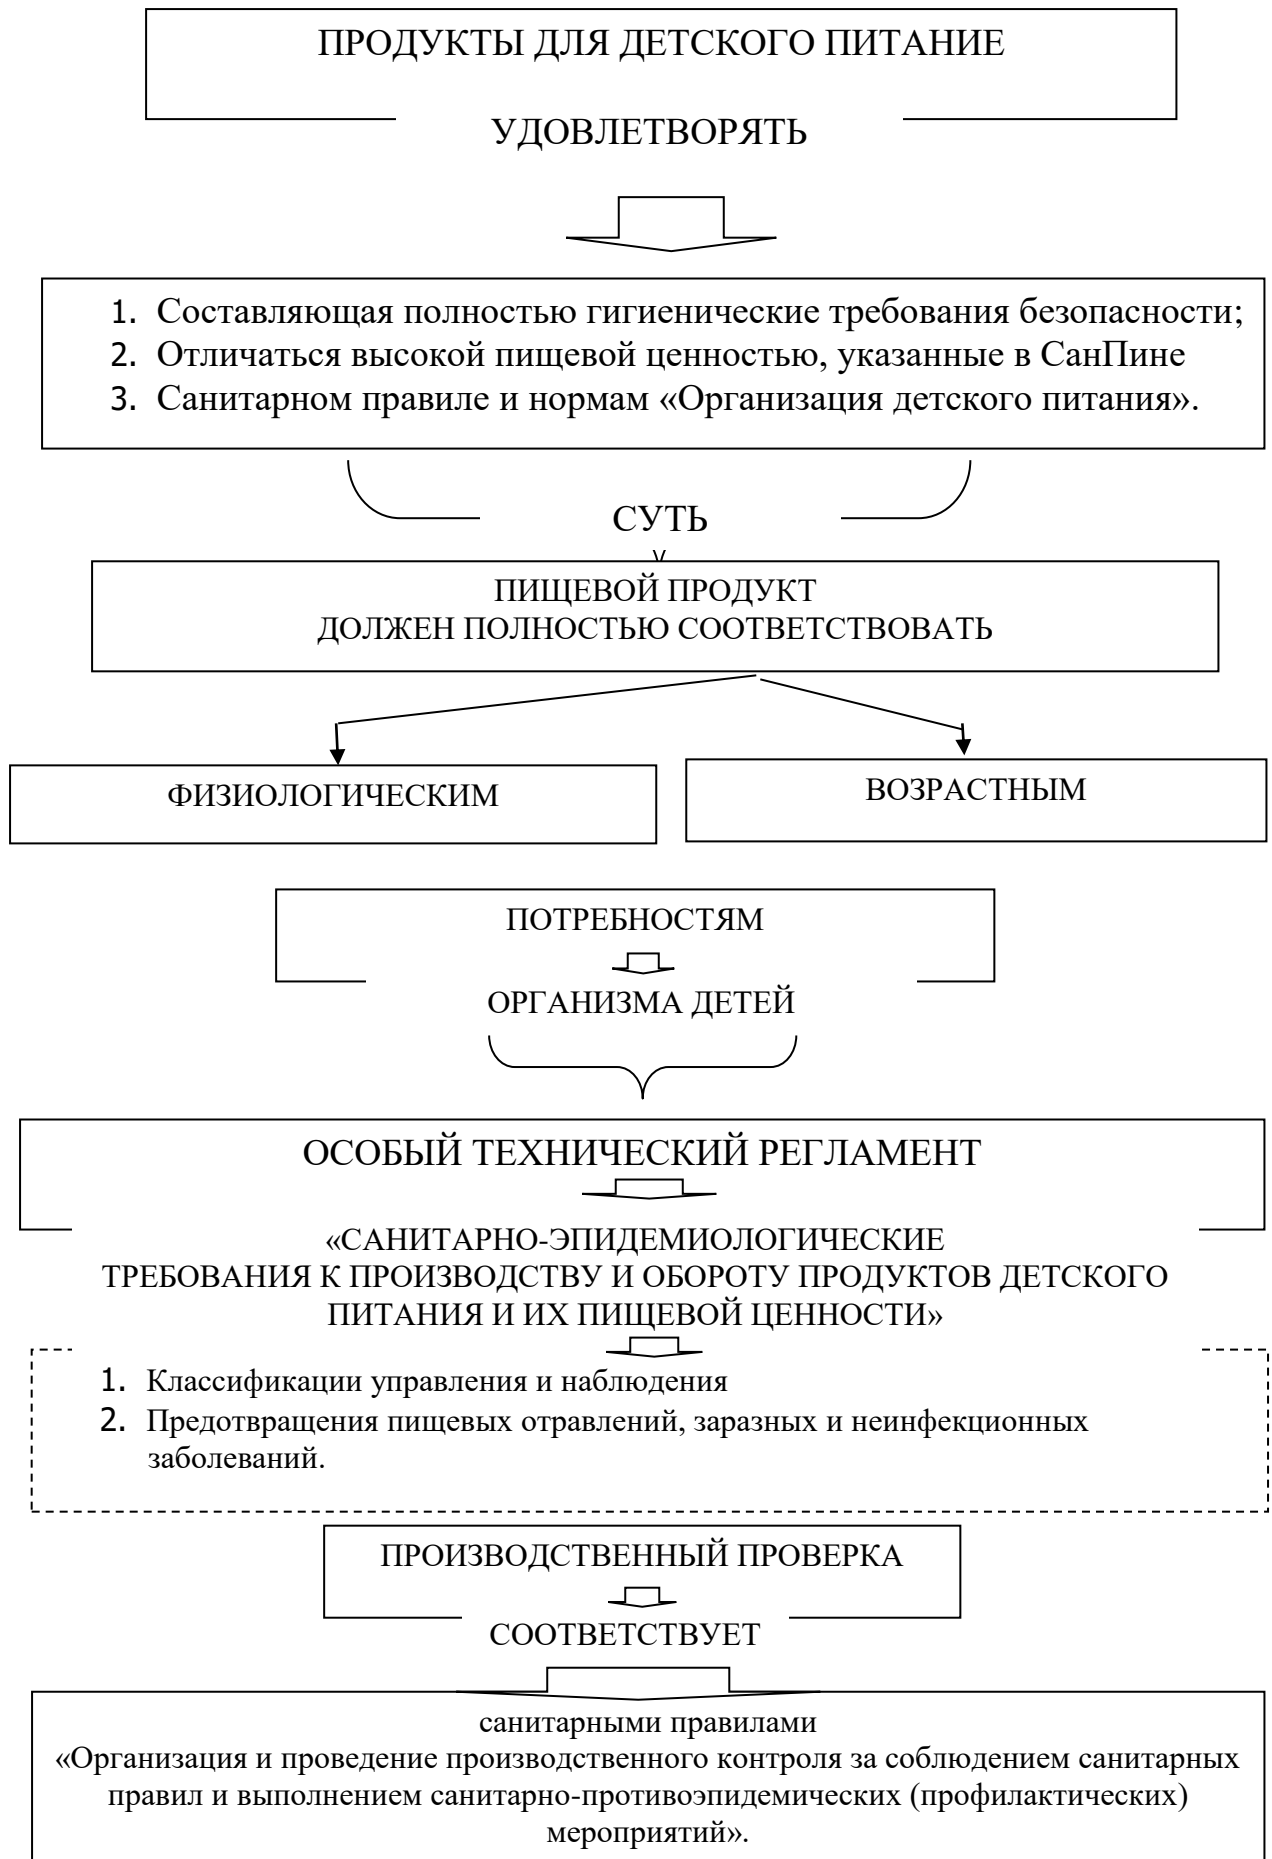 ПРОДУКТЫ ДЛЯ ДЕТСКОГО ПИТАНИЕ
УДОВЛЕТВОРЯТЬ
1. Составляющая полностью гигиенические требования безопасности;
2. Отличаться высокой пищевой ценностью, указанные в СанПине
3. Санитарном правиле и нормам «Организация детского питания».
СУТЬ
ПИЩЕВОЙ ПРОДУКТ
ДОЛЖЕН ПОЛНОСТЬЮ СООТВЕТСТВОВАТЬ
ФИЗИОЛОГИЧЕСКИМ
ВОЗРАСТНЫМ
ПОТРЕБНОСТЯМ
ОРГАНИЗМА ДЕТЕЙ
ОСОБЫЙ ТЕХНИЧЕСКИЙ РЕГЛАМЕНТ
«САНИТАРНО-ЭПИДЕМИОЛОГИЧЕСКИЕ
ТРЕБОВАНИЯ К ПРОИЗВОДСТВУ И ОБОРОТУ ПРОДУКТОВ ДЕТСКОГО
ПИТАНИЯ И ИХ ПИЩЕВОЙ ЦЕННОСТИ»
1. Классификации управления и наблюдения
2. Предотвращения пищевых отравлений, заразных и неинфекционных
заболеваний.
ПРОИЗВОДСТВЕННЫЙ ПРОВЕРКА
СООТВЕТСТВУЕТ
санитарными правилами
«Организация и проведение производственного контроля за соблюдением санитарных
правил и выполнением санитарно-противоэпидемических (профилактических)
мероприятий».